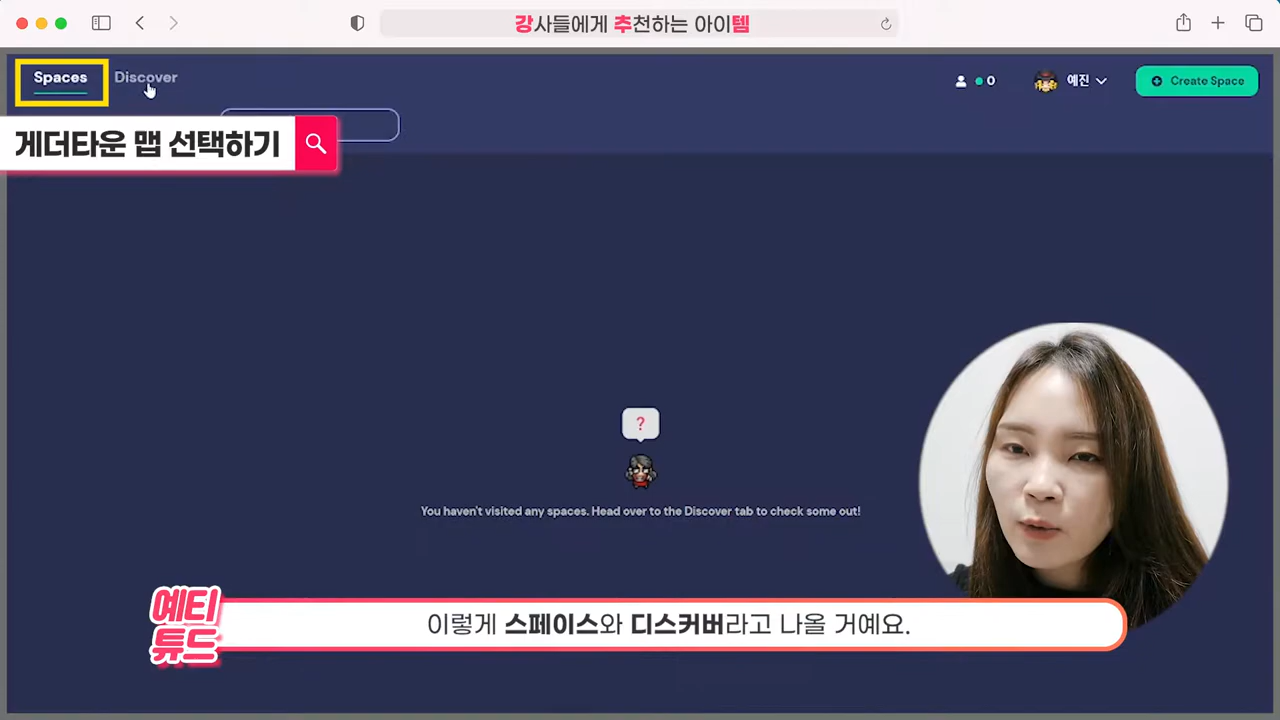 강사들에게 추천하는 아이템
Spaces
Discover
0
예진
Create Space
게더타운 맵 선택하기
?
You haven't visited any spaces. Head over to the Discover tab to check some out!
예티
튜드
이렇게 스페이스와 디스커버라고 나올 거예요.